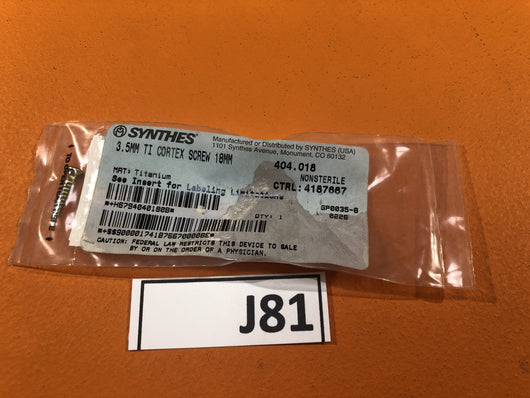 SYNTHES®
Manufactured or Distributed by SYNTHES (USA)
1101 Synthes Avenue, Monument, CO 80132
3.5MM TI CORTEX SCREW 18MM
404.018
NONSTERILE
MAT: Titanium
CTRL: 4187667
See Insert for Labeling Limitations
GP0035-B
0226
QTY: 1
CAUTION: FEDERAL LAW RESTRICTS THIS DEVICE TO SALE
BY OR ON THE ORDER OF A PHYSICIAN.
J81